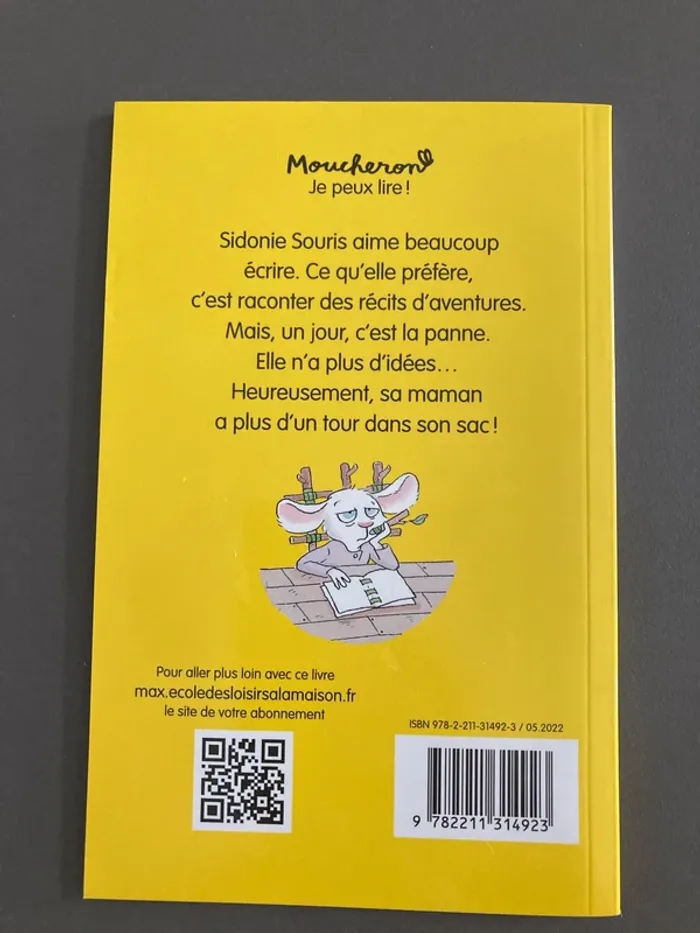 Moucheron
Je peux lire !
Sidonie Souris aime beaucoup
écrire. Ce qu'elle préfère,
c'est raconter des récits d'aventures.
Mais, un jour, c'est la panne.
Elle n'a plus d'idées…
Heureusement, sa maman
a plus d'un tour dans son sac !
Pour aller plus loin avec ce livre
max.ecoledesloisirsalamaison.fr
le site de votre abonnement
ISBN 978-2-211-31492-3 / 05.2022
9 782211 314923